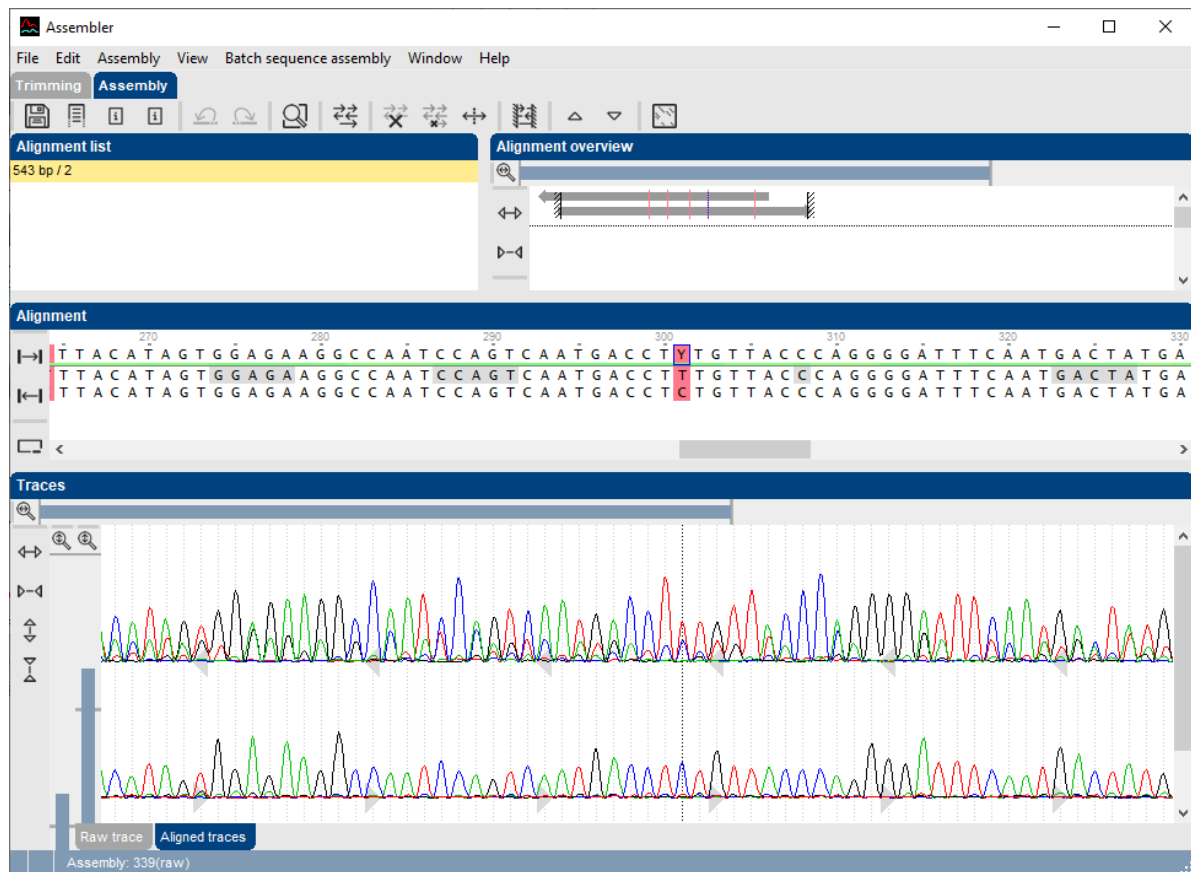 Assembler
File Edit Assembly View Batch sequence assembly Window Help
Trimming Assembly
Alignment list
543 bp / 2
Alignment overview
Alignment
270 280 290 300 310 320 330
T T A C A T A G T G G A G A A G G C C A A T C C A G T C A A T G A C C T Y T G T T A C C C A G G G G A T T T C A A T G A C T A T G A
T T A C A T A G T G G A G A A G G C C A A T C C A G T C A A T G A C C T T T G T T A C C C A G G G G A T T T C A A T G A C T A T G A
T T A C A T A G T G G A G A A G G C C A A T C C A G T C A A T G A C C T C T G T T A C C C A G G G G A T T T C A A T G A C T A T G A
Traces
Raw trace Aligned traces
Assembly: 339(raw)